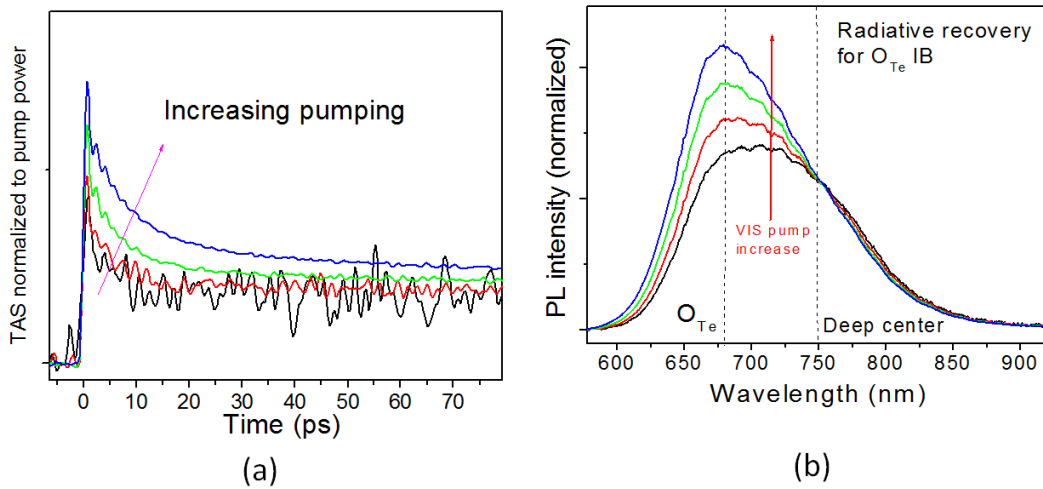 TAS normalized to pump power
Increasing pumping
0 10 20 30 40 50 60 70
Time (ps)
(a)
PL intensity (normalized)
Radiative recovery
for O_Te IB
VIS pump
increase
O_Te
Deep center
600 650 700 750 800 850 900
Wavelength (nm)
(b)